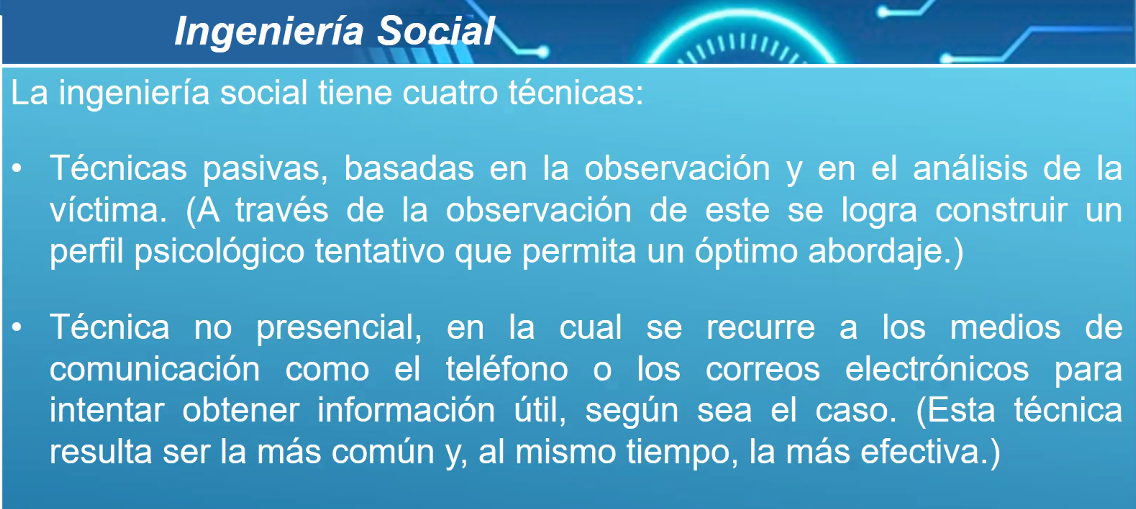 Ingeniería Social
La ingeniería social tiene cuatro técnicas:
• Técnicas pasivas, basadas en la observación y en el análisis de la
víctima. (A través de la observación de este se logra construir un
perfil psicológico tentativo que permita un óptimo abordaje.)
• Técnica no presencial, en la cual se recurre a los medios de
comunicación como el teléfono o los correos electrónicos para
intentar obtener información útil, según sea el caso. (Esta técnica
resulta ser la más común y, al mismo tiempo, la más efectiva.)